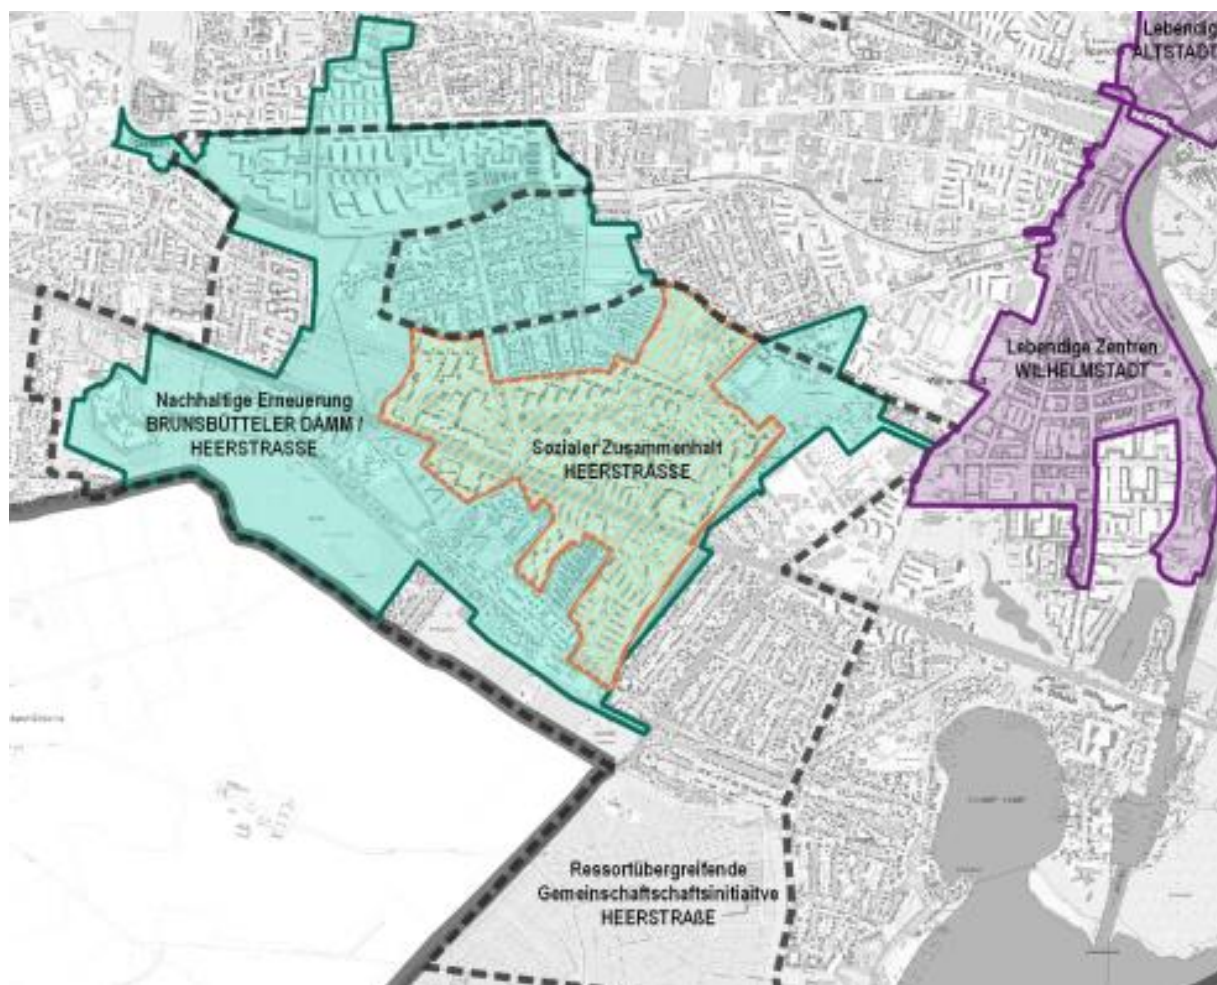 Lebendig
ALTSTADT
Lebendige Zentren
WILHELMSTADT
Nachhaltige Erneuerung
BRUNSBÜTTELER DAMM /
HEERSTRASSE
Sozialer Zusammenhalt
HEERSTRASSE
Ressortübergreifende
Gemeinschaftschaftsinitiaitve
HEERSTRAßE